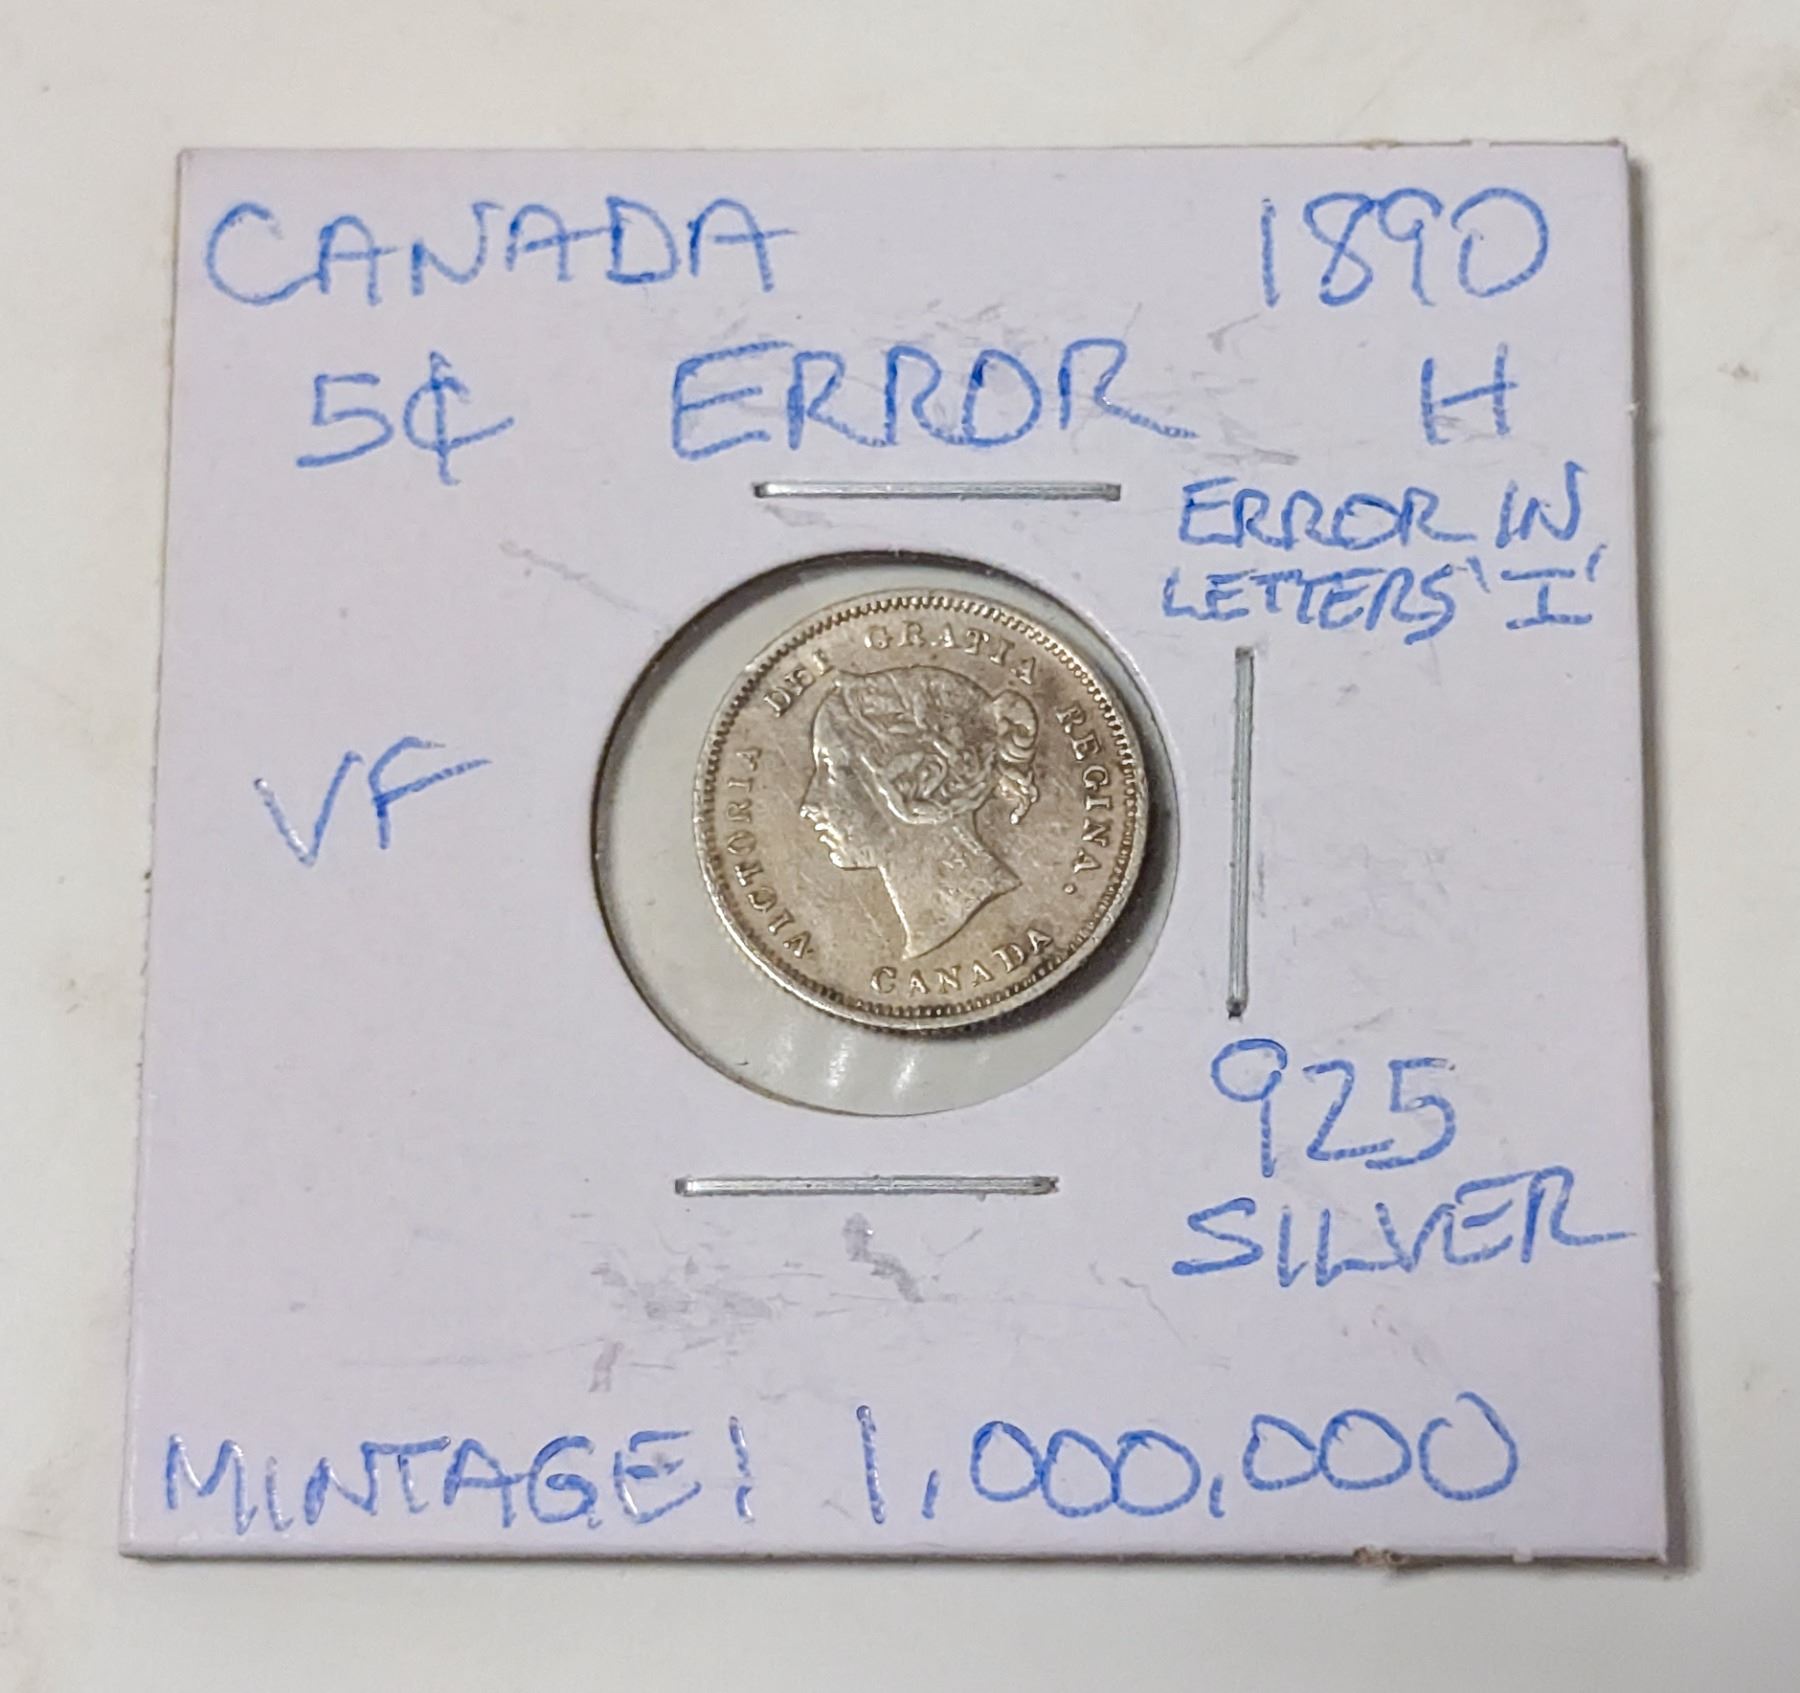 CANADA 1890
5¢ ERROR H
ERROR IN
LETTERS 'I'
VICTORIA DEI GRATIA REGINA.
CANADA
VF
925
SILVER
MINTAGE! 1,000,000